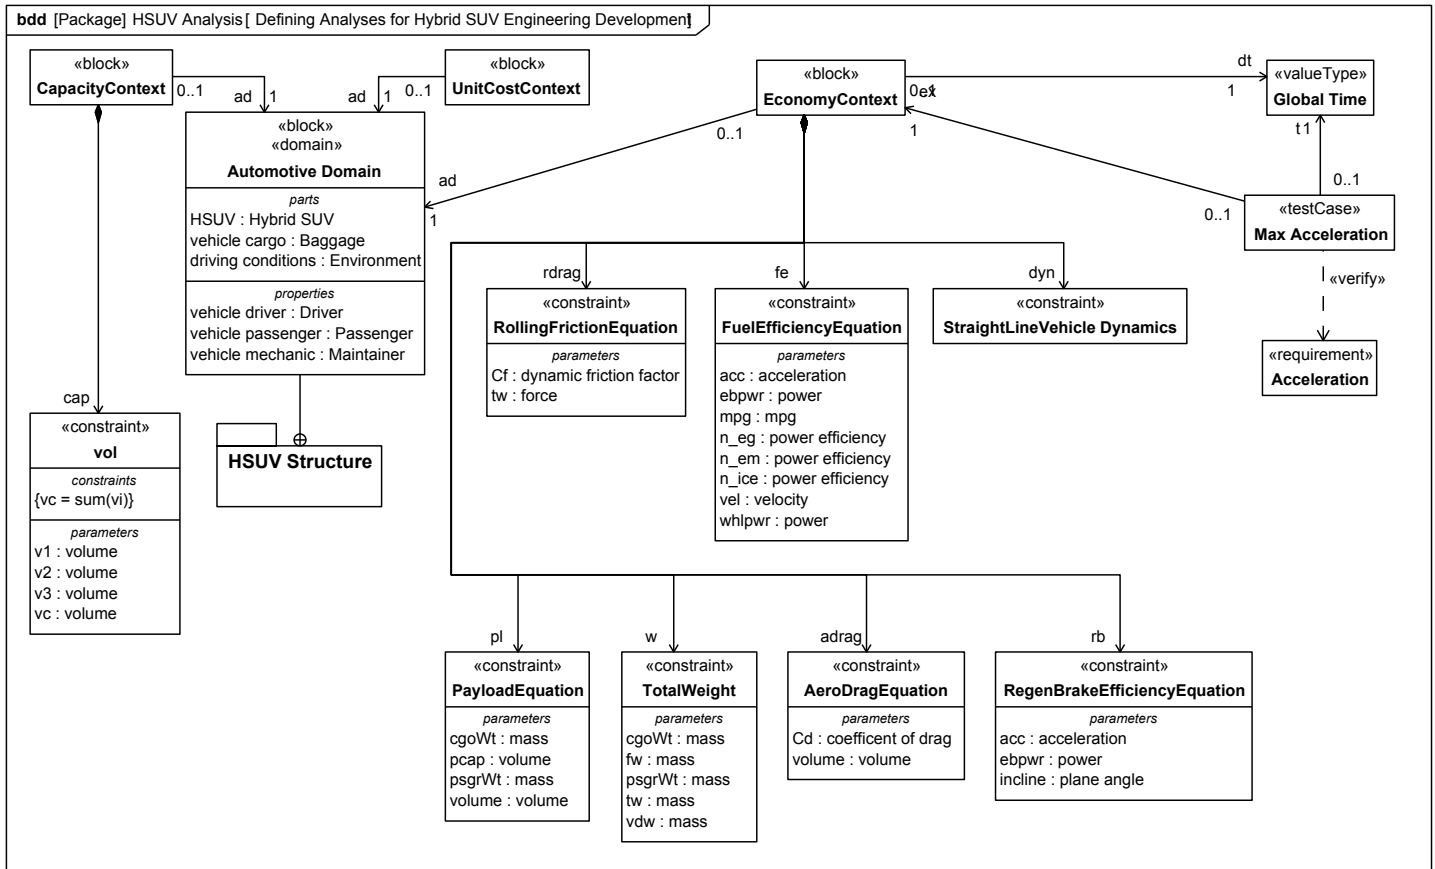 bdd [Package] HSUV Analysis [ Defining Analyses for Hybrid SUV Engineering Development ]
«block»
CapacityContext
0..1
ad
1
«block»
UnitCostContext
0..1
ad
1
«block»
EconomyContext
0..1
ex
dt
1
«valueType»
Global Time
«block»
«domain»
Automotive Domain
parts
HSUV : Hybrid SUV
vehicle cargo : Baggage
driving conditions : Environment
properties
vehicle driver : Driver
vehicle passenger : Passenger
vehicle mechanic : Maintainer
0..1
ad
1
1
0..1
t 1
0..1
«testCase»
Max Acceleration
«verify»
«requirement»
Acceleration
rdrag
«constraint»
RollingFrictionEquation
parameters
Cf : dynamic friction factor
tw : force
fe
«constraint»
FuelEfficiencyEquation
parameters
acc : acceleration
ebpwr : power
mpg : mpg
n_eg : power efficiency
n_em : power efficiency
n_ice : power efficiency
vel : velocity
whlpwr : power
dyn
«constraint»
StraightLineVehicle Dynamics
cap
«constraint»
vol
constraints
{vc = sum(vi)}
parameters
v1 : volume
v2 : volume
v3 : volume
vc : volume
HSUV Structure
pl
«constraint»
PayloadEquation
parameters
cgoWt : mass
pcap : volume
psgrWt : mass
volume : volume
w
«constraint»
TotalWeight
parameters
cgoWt : mass
fw : mass
psgrWt : mass
tw : mass
vdw : mass
adrag
«constraint»
AeroDragEquation
parameters
Cd : coefficent of drag
volume : volume
rb
«constraint»
RegenBrakeEfficiencyEquation
parameters
acc : acceleration
ebpwr : power
incline : plane angle